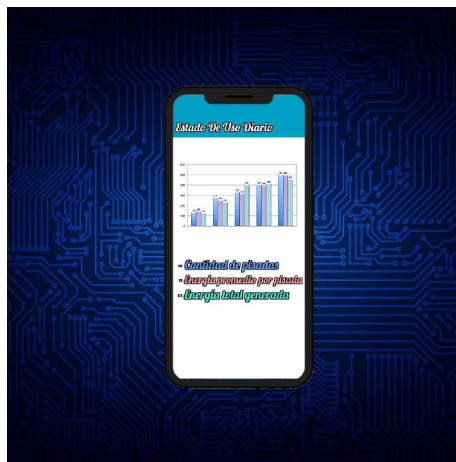 Estado De Uso Diario
- Cantidad de pisadas
- Energía promedio por pisada
- Energía total generada